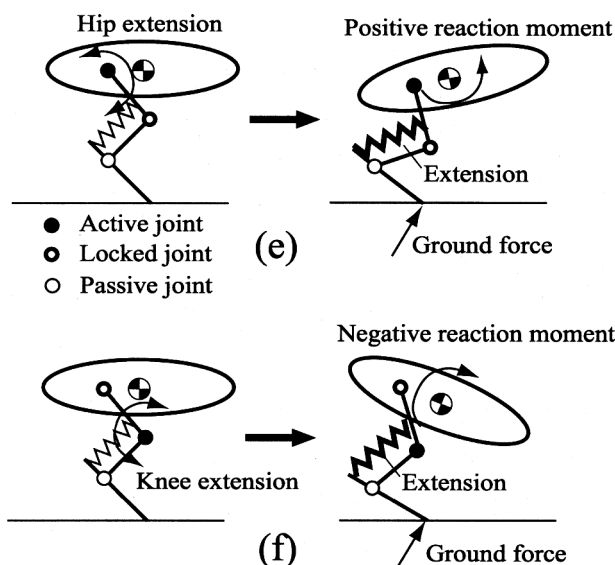 Hip extension
Positive reaction moment
Extension
Active joint
Locked joint
Passive joint
(e)
Ground force
Negative reaction moment
Knee extension
Extension
(f)
Ground force